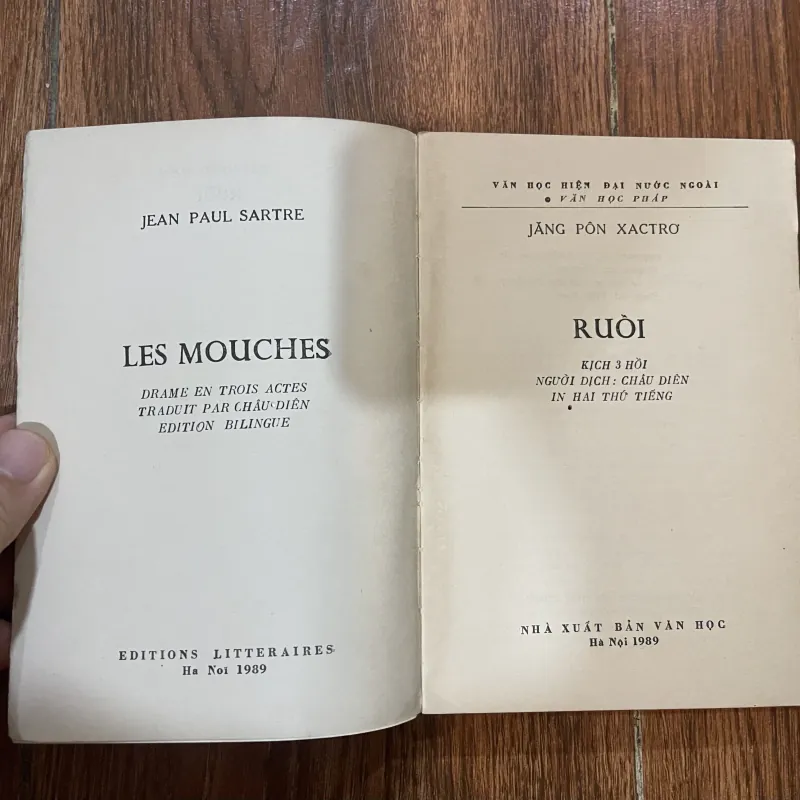 JEAN PAUL SARTRE
LES MOUCHES
DRAME EN TROIS ACTES
TRADUIT PAR CHÂU DIÊN
EDITION BILINGUE
EDITIONS LITTERAIRES
Ha Noï 1989
VĂN HỌC HIỆN ĐẠI NƯỚC NGOÀI
VĂN HỌC PHÁP
JĂNG PÔN XACTRƠ
RUỒI
KỊCH 3 HỒI
NGƯỜI DỊCH: CHÂU DIÊN
IN HAI THỨ TIẾNG
NHÀ XUẤT BẢN VĂN HỌC
Hà Nội 1989